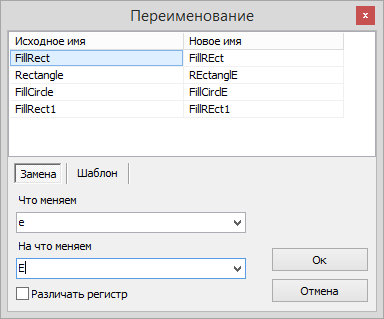 Переименование
x
Исходное имя Новое имя
FillRect FillREct
Rectangle REctanglE
FillCircle FillCirclE
FillRect1 FillREct1
Замена Шаблон
Что меняем
e
На что меняем
E
Ок
Различать регистр
Отмена